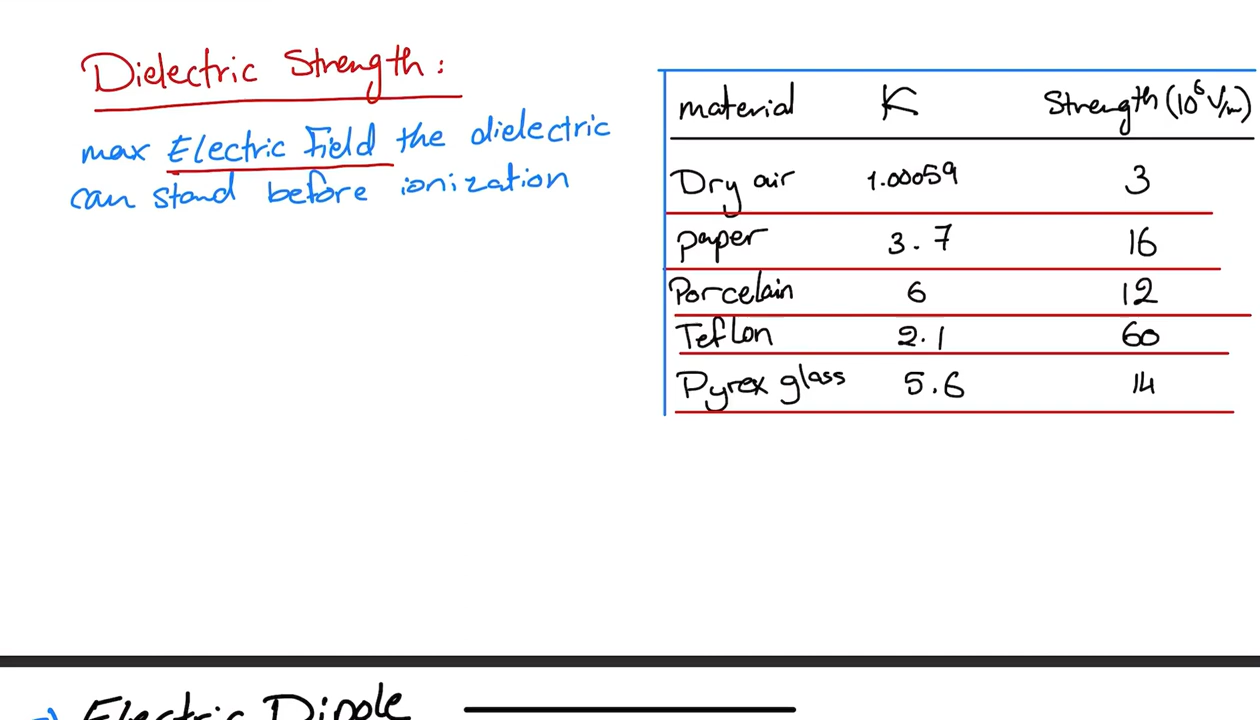 Dielectric Strength:
max Electric Field the dielectric
can stand before ionization
material K Strength (10⁶ V/m)
Dry air 1.00059 3
paper 3.7 16
Porcelain 6 12
Teflon 2.1 60
Pyrex glass 5.6 14
Electric Dipole